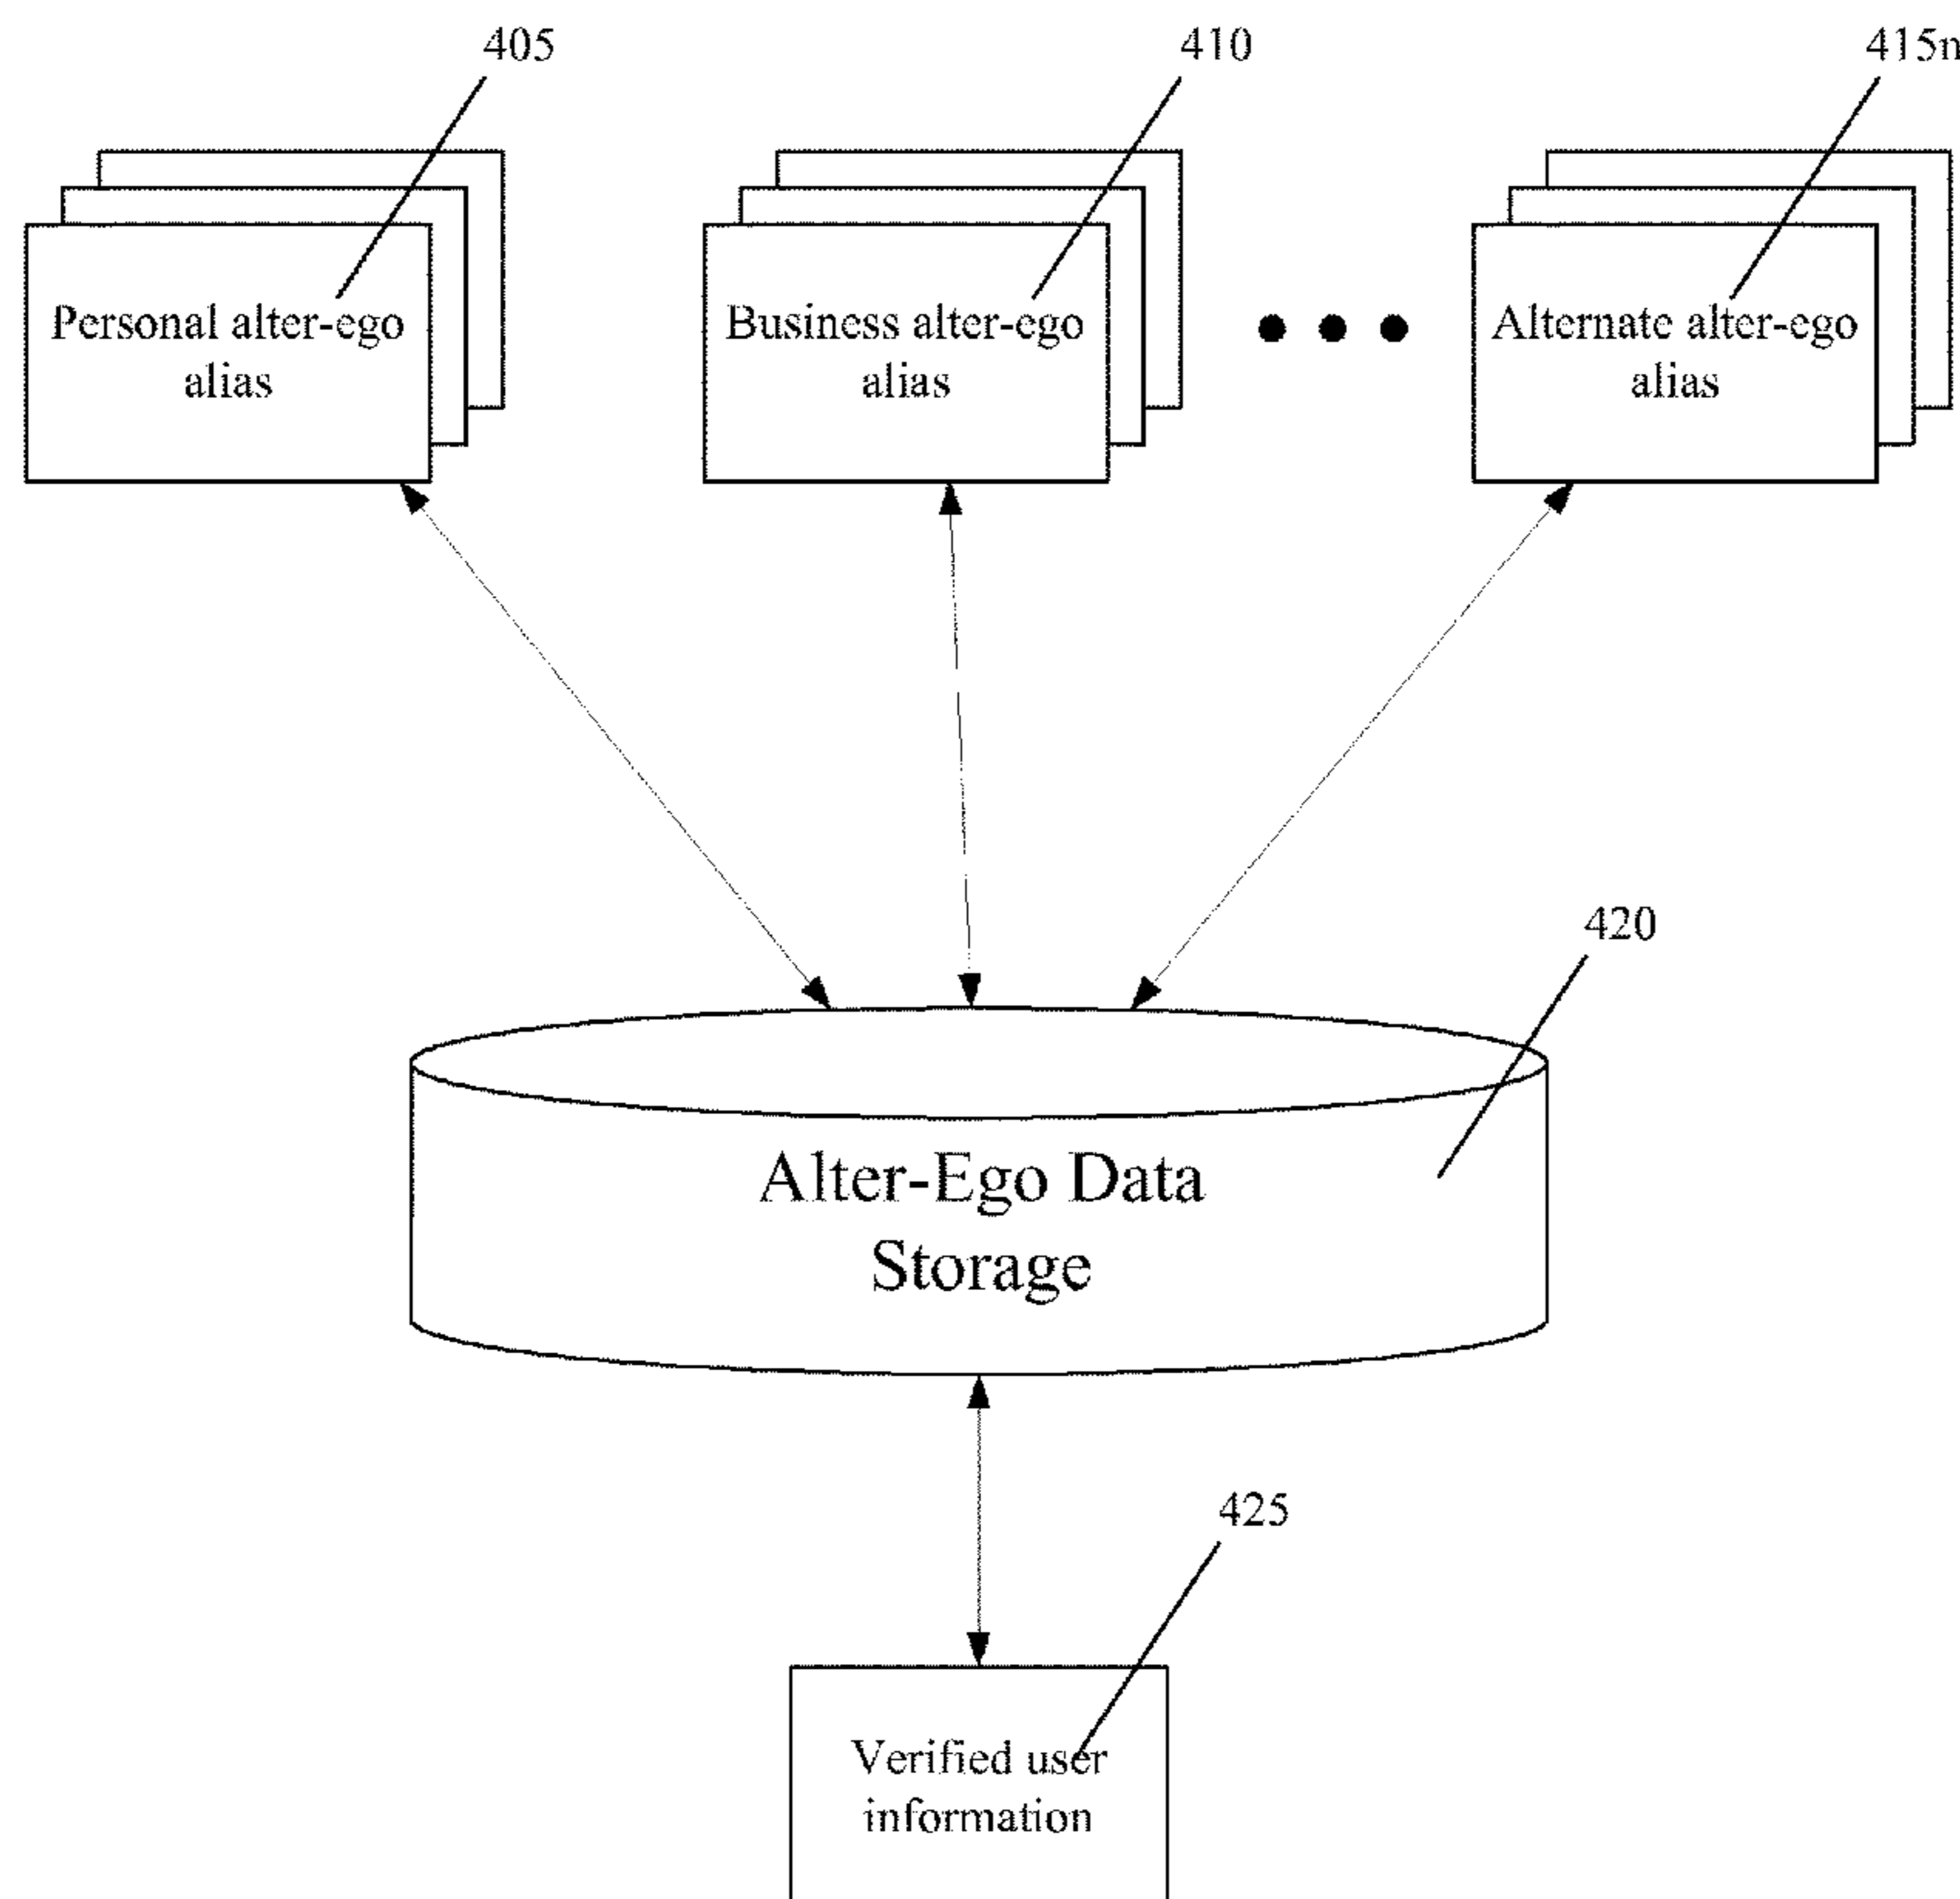 405
410
415n
Personal alter-ego
alias
Business alter-ego
alias
Alternate alter-ego
alias
420
Alter-Ego Data
Storage
425
Verified user
information